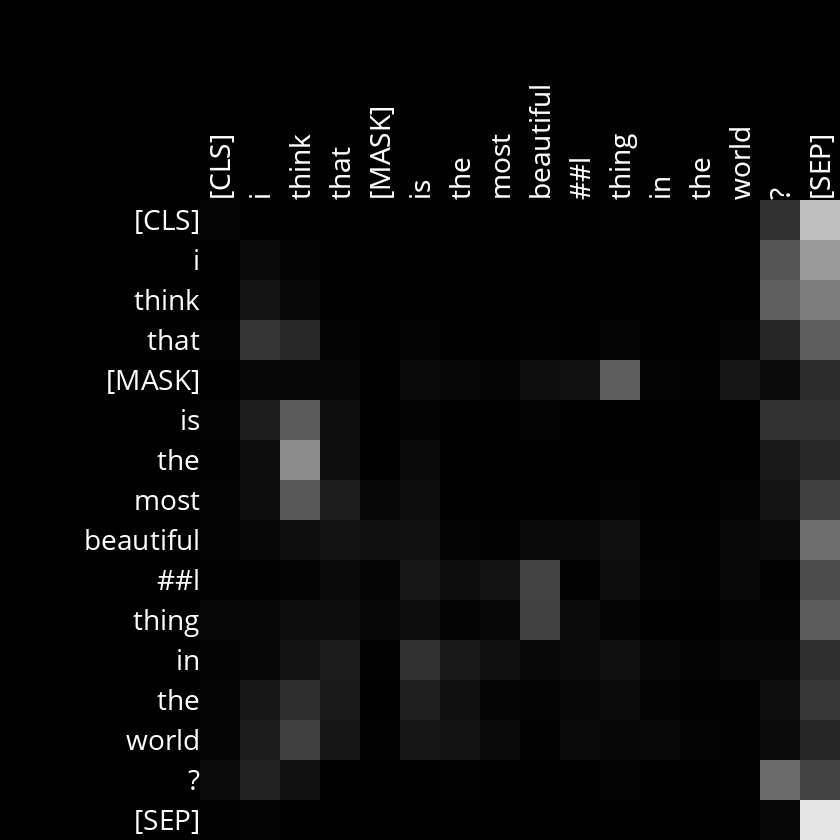 [CLS]
i
think
that
[MASK]
is
the
most
beautiful
##l
thing
in
the
world
?
[SEP]
[CLS]
i
think
that
[MASK]
is
the
most
beautiful
##l
thing
in
the
world
?
[SEP]